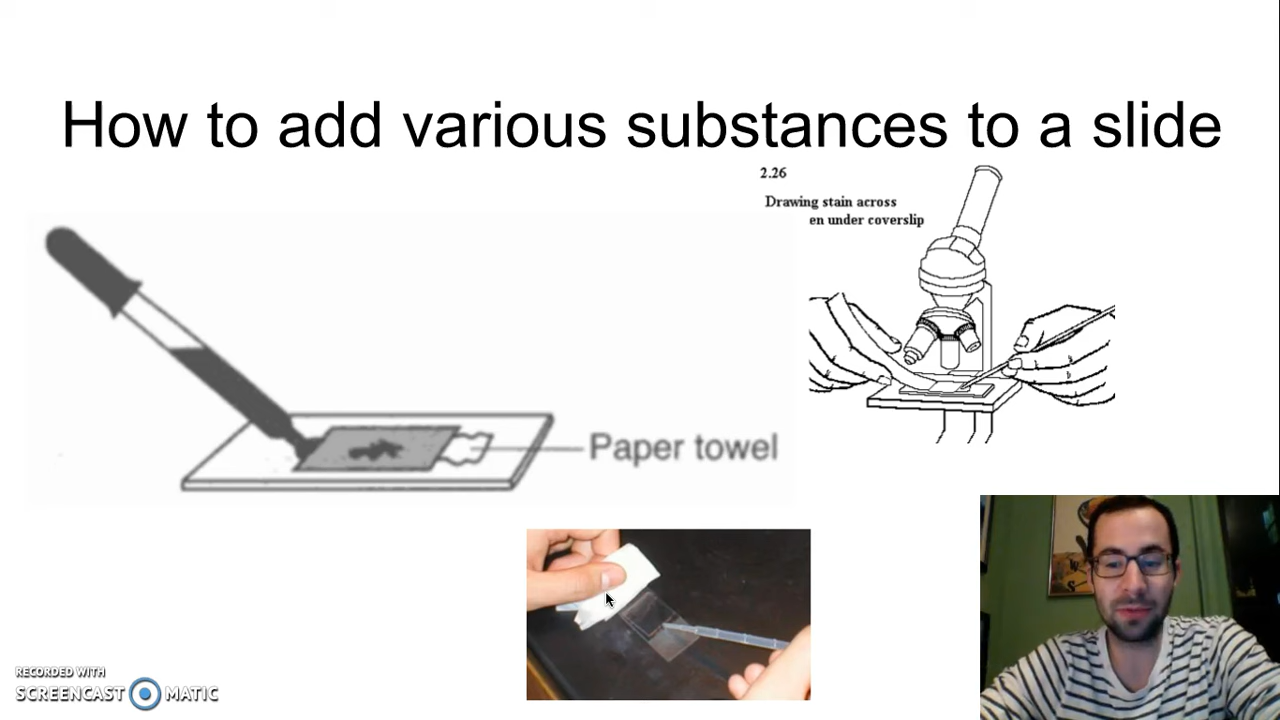 How to add various substances to a slide
2.26
Drawing stain across
en under coverslip
Paper towel
RECORDED WITH
SCREENCAST MATIC